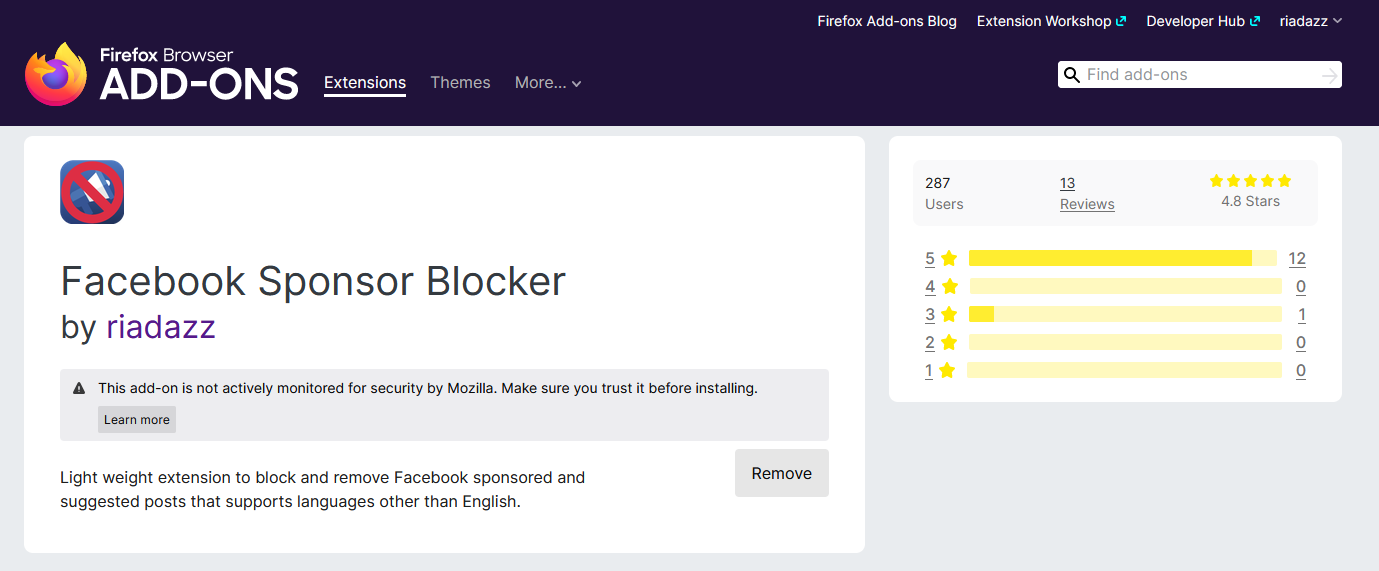 Firefox Add-ons Blog Extension Workshop Developer Hub riadazz
Firefox Browser
ADD-ONS
Extensions Themes More...
Find add-ons
Facebook Sponsor Blocker
by riadazz
This add-on is not actively monitored for security by Mozilla. Make sure you trust it before installing.
Learn more
Light weight extension to block and remove Facebook sponsored and
suggested posts that supports languages other than English.
Remove
287
Users
13
Reviews
4.8 Stars
5 12
4 0
3 1
2 0
1 0